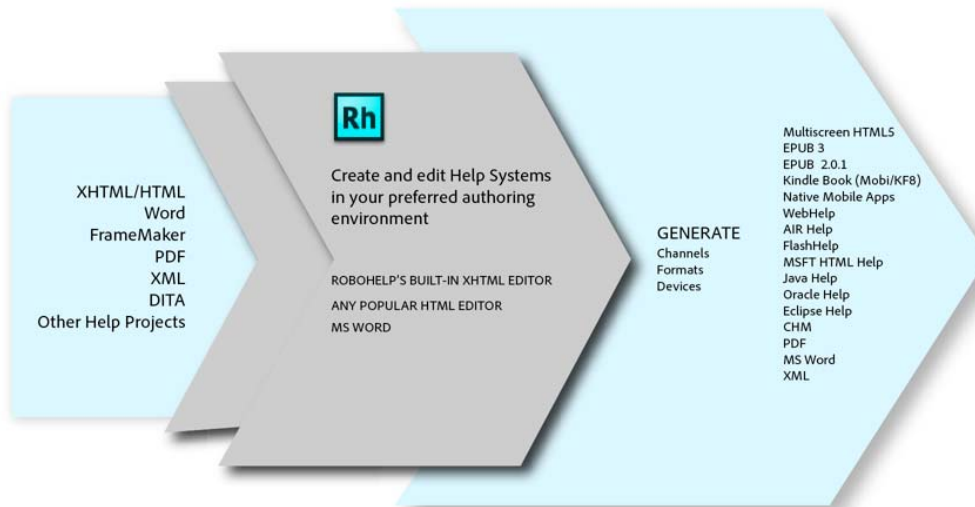 XHTML/HTML
Word
FrameMaker
PDF
XML
DITA
Other Help Projects
Rh
Create and edit Help Systems
in your preferred authoring
environment
ROBOHELP'S BUILT-IN XHTML EDITOR
ANY POPULAR HTML EDITOR
MS WORD
GENERATE
Channels
Formats
Devices
Multiscreen HTML5
EPUB 3
EPUB 2.0.1
Kindle Book (Mobi/KF8)
Native Mobile Apps
WebHelp
AIR Help
FlashHelp
MSFT HTML Help
Java Help
Oracle Help
Eclipse Help
CHM
PDF
MS Word
XML